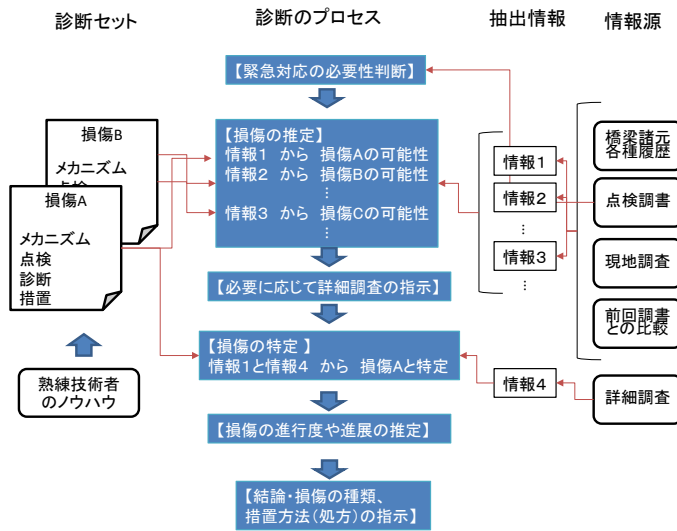 診断セット
診断のプロセス
抽出情報
情報源
【緊急対応の必要性判断】
損傷B
メカニズム
点検
損傷A
メカニズム
点検
診断
措置
熟練技術者
のノウハウ
【損傷の推定】
情報1 から 損傷Aの可能性
情報2 から 損傷Bの可能性
…
情報3 から 損傷Cの可能性
…
【必要に応じて詳細調査の指示】
【損傷の特定 】
情報1と情報4 から 損傷Aと特定
【損傷の進行度や進展の推定】
【結論・損傷の種類、
措置方法(処方)の指示】
情報1
情報2
…
情報3
…
情報4
橋梁諸元
各種履歴
点検調書
現地調査
前回調書
との比較
詳細調査